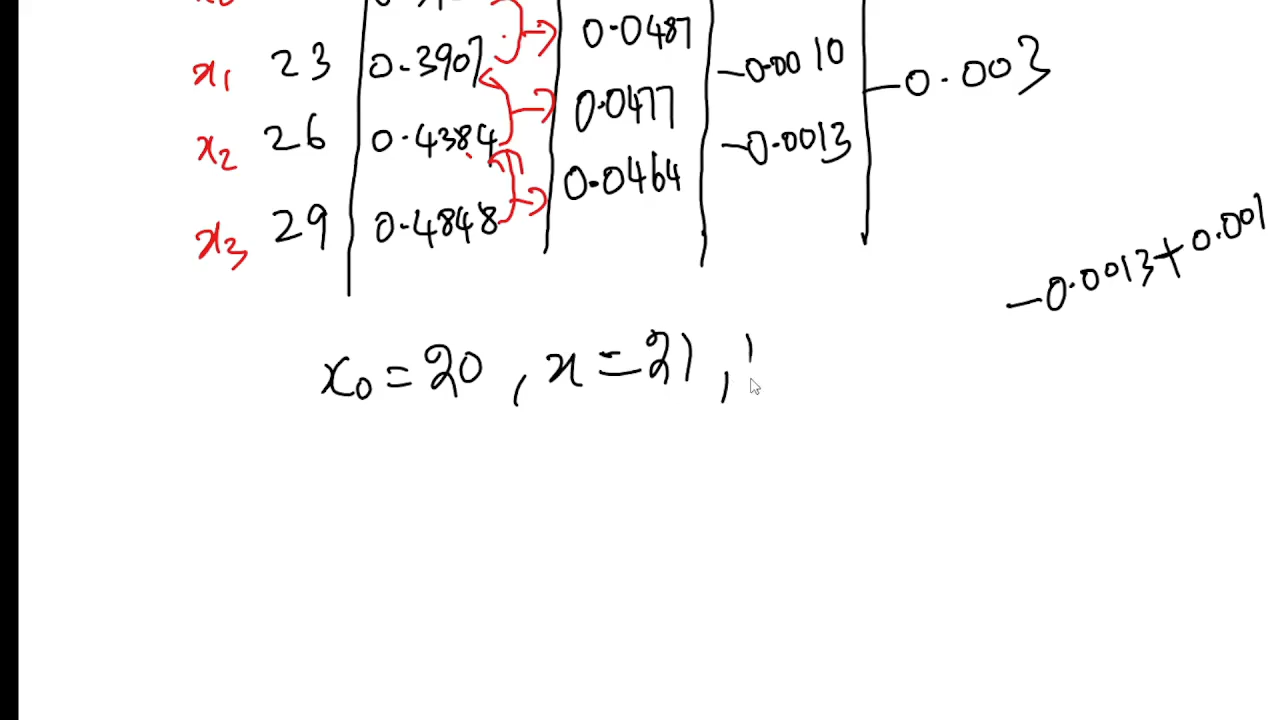 x1 23 0.3907 0.0487 -0.0010 -0.003
x2 26 0.4384 0.0477 -0.0013
x3 29 0.4848 0.0464
-0.0013+0.001
x0=20 , x=21 ,